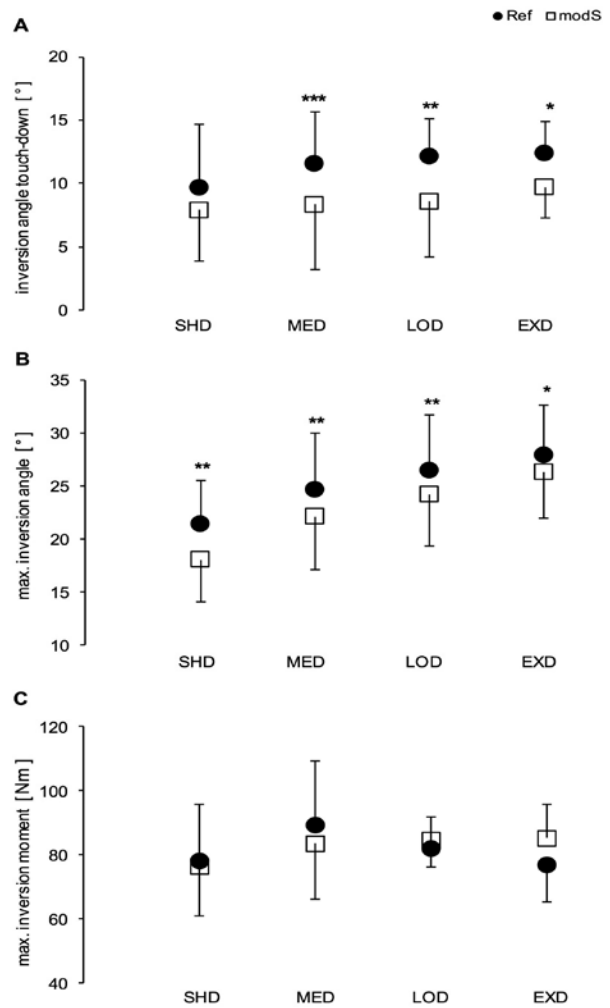 ● Ref □ modS
A
inversion angle touch-down [°]
20
15
10
5
0
***
**
*
SHD MED LOD EXD
B
max. inversion angle [°]
35
30
25
20
15
10
**
**
**
*
SHD MED LOD EXD
C
max. inversion moment [Nm]
120
100
80
60
40
SHD MED LOD EXD